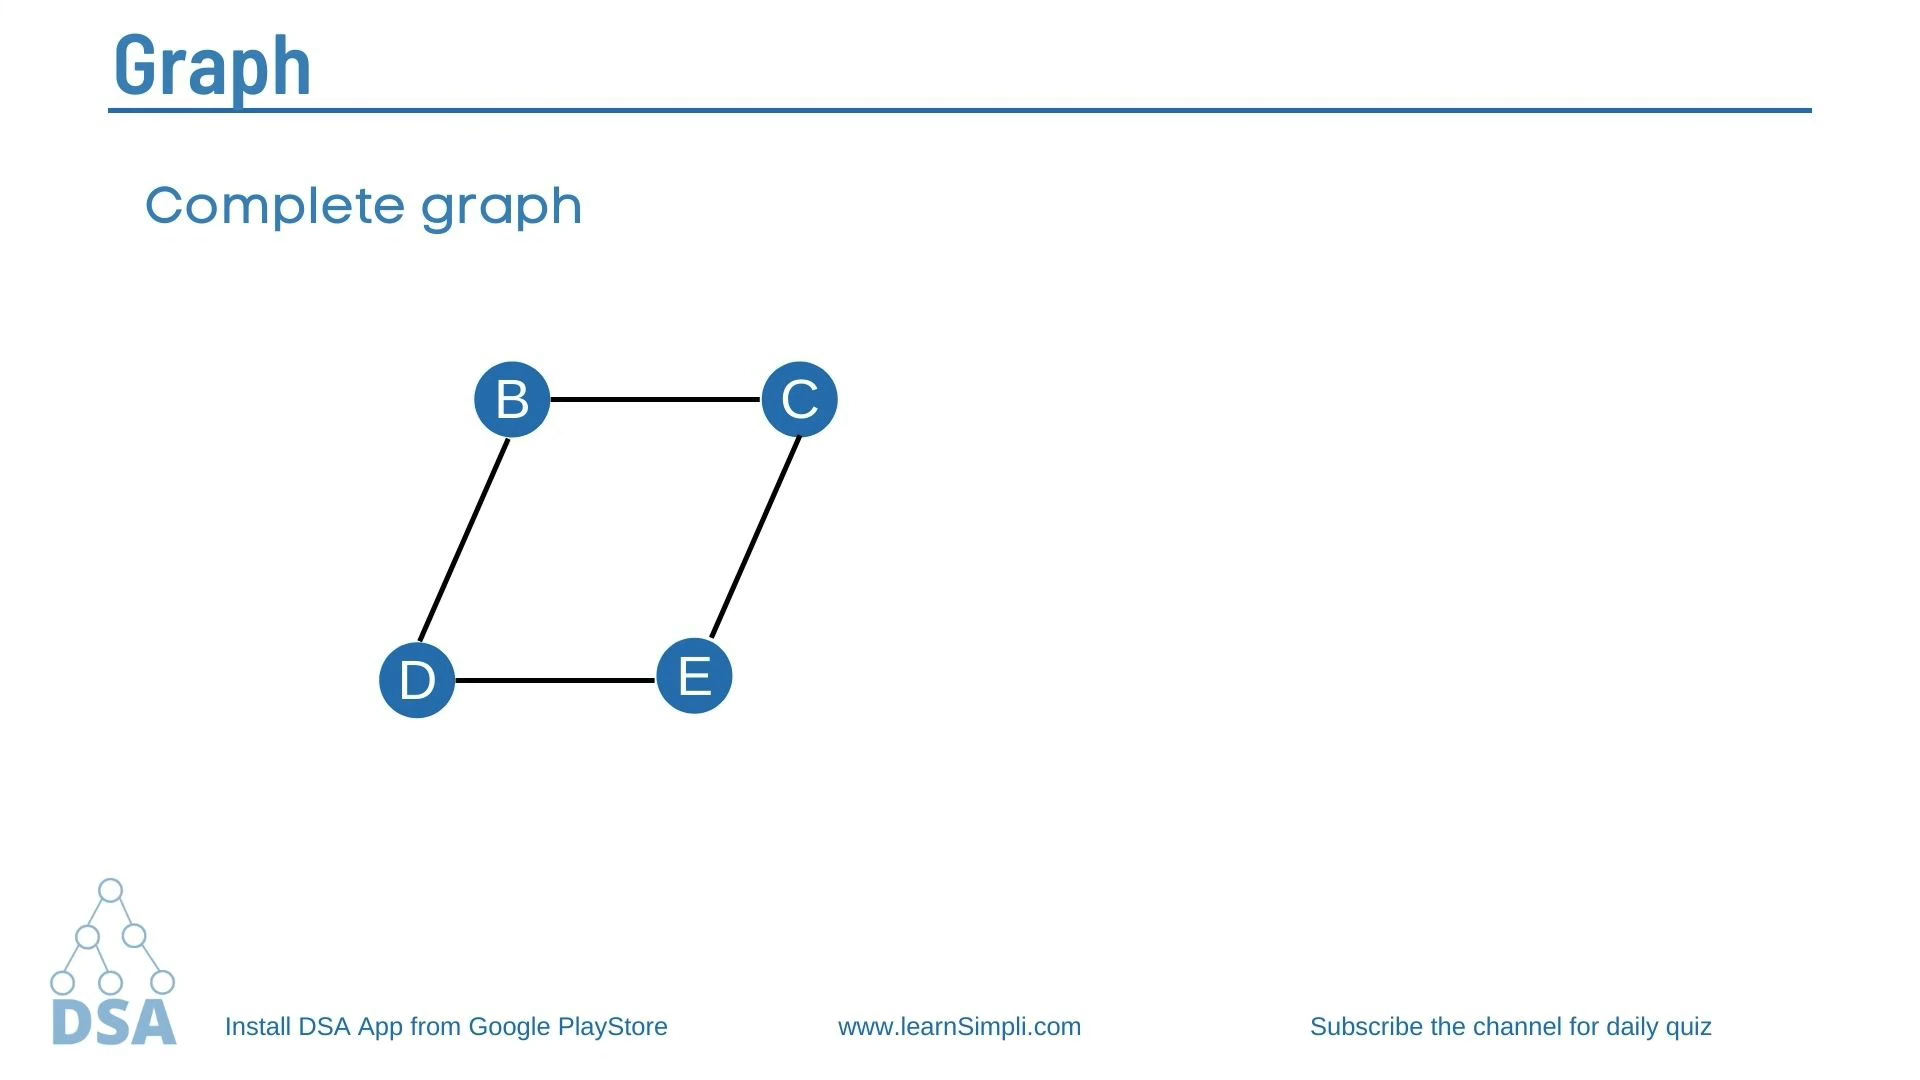 Graph
Complete graph
B
C
D
E
DSA
Install DSA App from Google PlayStore
www.learnSimpli.com
Subscribe the channel for daily quiz